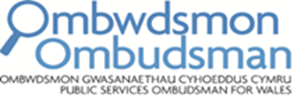 Ombwdsmon
Ombudsman
OMBWDSMON GWASANAETHAU CYHOEDDUS CYMRU
PUBLIC SERVICES OMBUDSMAN FOR WALES